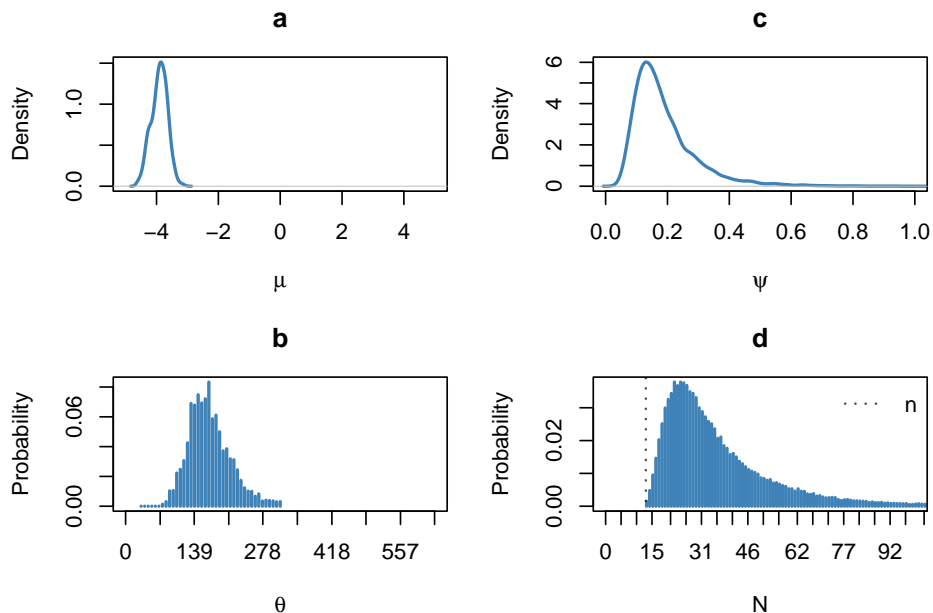 a
Density
0.0
1.0
−4 −2 0 2 4
μ
c
Density
0 2 4 6
0.0 0.2 0.4 0.6 0.8 1.0
ψ
b
Probability
0.00
0.06
0 139 278 418 557
θ
d
Probability
0.00
0.02
n
0 15 31 46 62 77 92
N